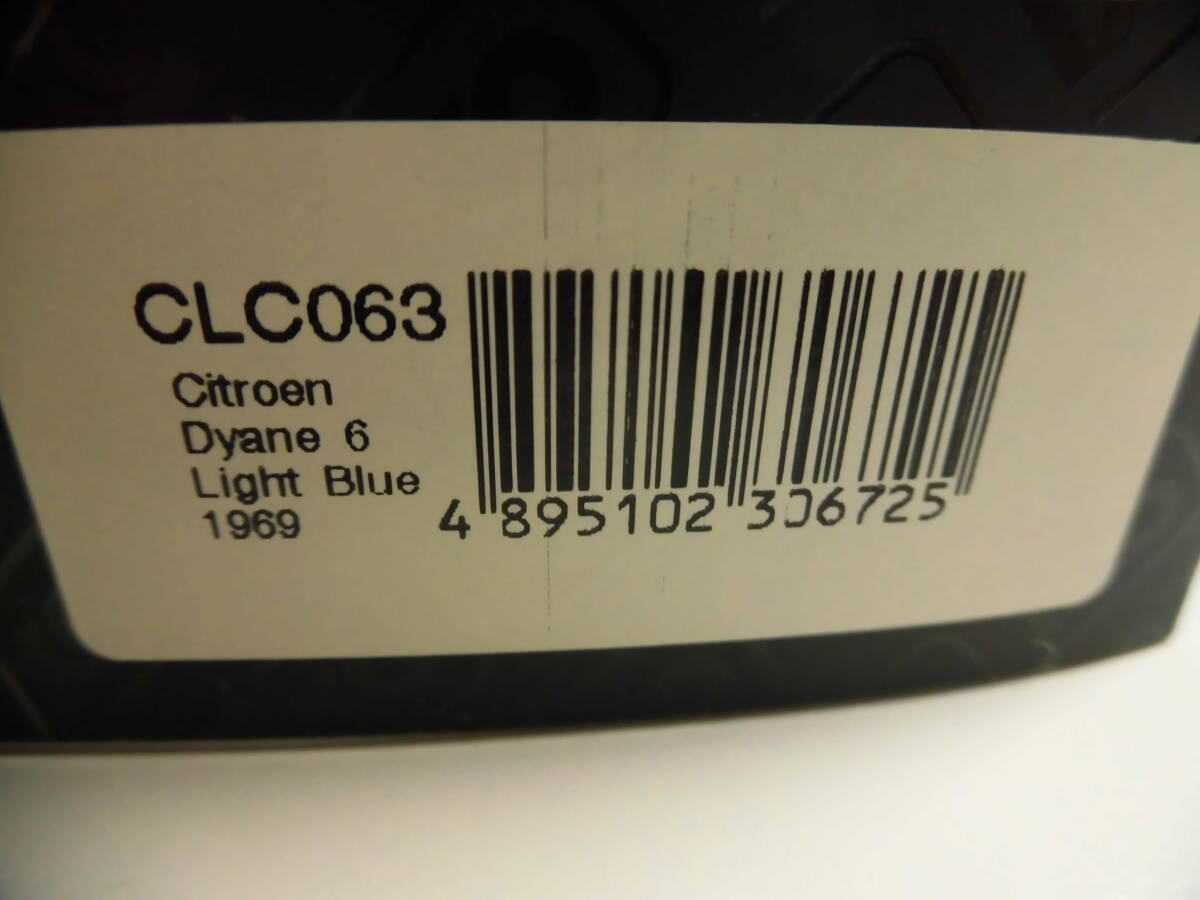 CLC063
Citroen
Dyane 6
Light Blue
1969
4 895102 306725